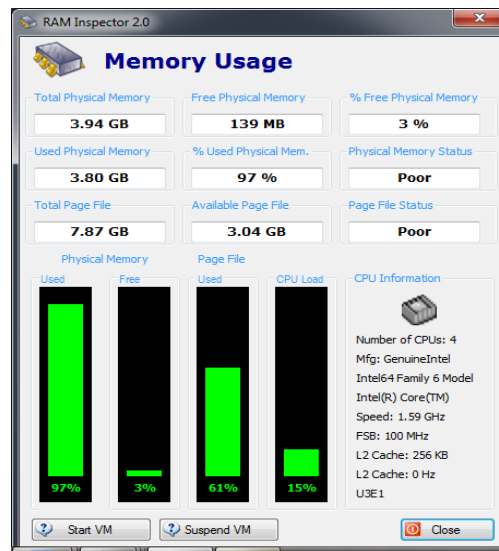 RAM Inspector 2.0
Memory Usage
Total Physical Memory
Free Physical Memory
% Free Physical Memory
3.94 GB
139 MB
3 %
Used Physical Memory
% Used Physical Mem.
Physical Memory Status
3.80 GB
97 %
Poor
Total Page File
Available Page File
Page File Status
7.87 GB
3.04 GB
Poor
Physical Memory
Page File
Used
Free
Used
CPU Load
97%
3%
61%
15%
CPU Information
Number of CPUs: 4
Mfg: GenuineIntel
Intel64 Family 6 Model
Intel(R) Core(TM)
Speed: 1.59 GHz
FSB: 100 MHz
L2 Cache: 256 KB
L2 Cache: 0 Hz
U3E1
Start VM
Suspend VM
Close